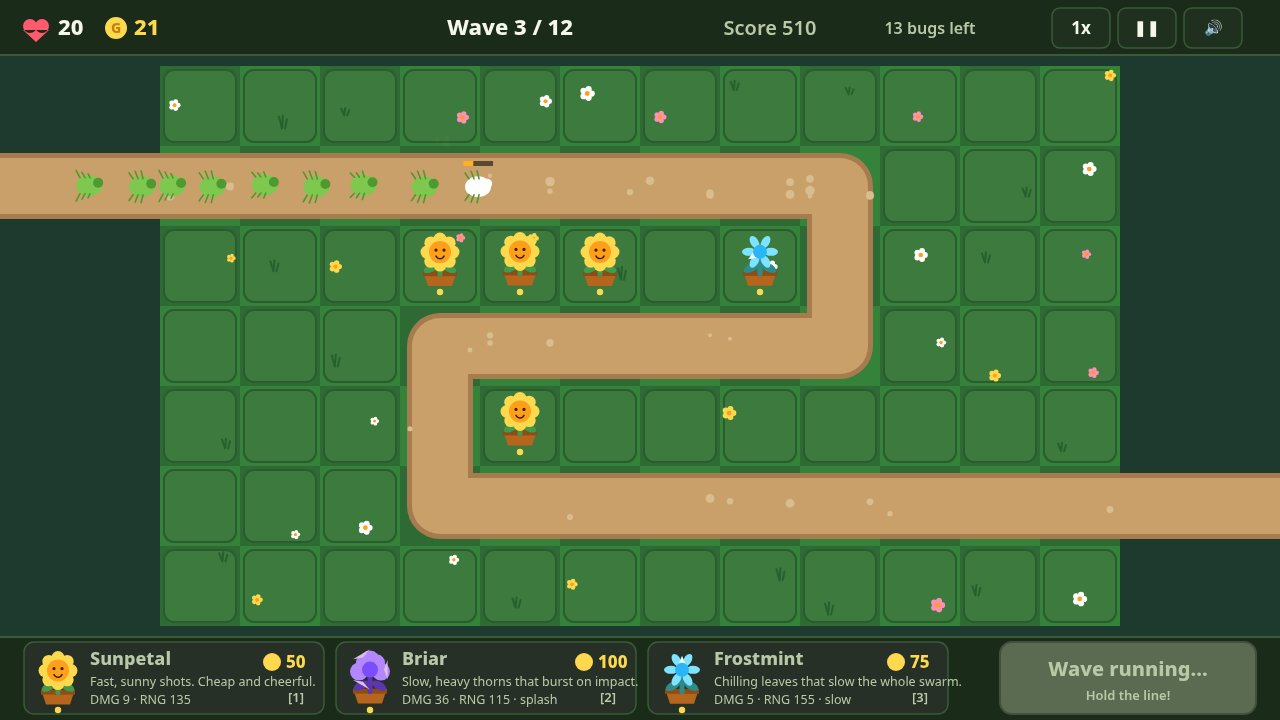 20 G 21 Wave 3 / 12 Score 510 13 bugs left 1x
Sunpetal 50
Fast, sunny shots. Cheap and cheerful.
DMG 9 · RNG 135 [1]
Briar 100
Slow, heavy thorns that burst on impact.
DMG 36 · RNG 115 · splash [2]
Frostmint 75
Chilling leaves that slow the whole swarm.
DMG 5 · RNG 155 · slow [3]
Wave running...
Hold the line!